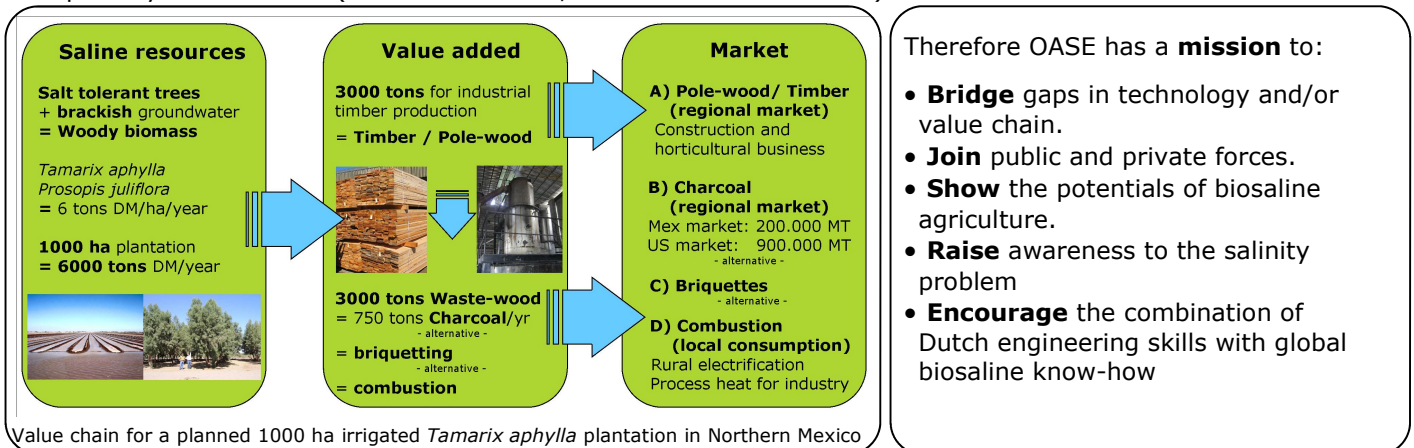 Saline resources
Salt tolerant trees
+ brackish groundwater
= Woody biomass
Tamarix aphylla
Prosopis juliflora
= 6 tons DM/ha/year
1000 ha plantation
= 6000 tons DM/year
Value added
3000 tons for industrial
timber production
= Timber / Pole-wood
3000 tons Waste-wood
= 750 tons Charcoal/yr
- alternative -
= briquetting
- alternative -
= combustion
Market
A) Pole-wood/ Timber
(regional market)
Construction and
horticultural business
B) Charcoal
(regional market)
Mex market: 200.000 MT
US market: 900.000 MT
- alternative -
C) Briquettes
- alternative -
D) Combustion
(local consumption)
Rural electrification
Process heat for industry
Value chain for a planned 1000 ha irrigated Tamarix aphylla plantation in Northern Mexico
Therefore OASE has a mission to:
• Bridge gaps in technology and/or
value chain.
• Join public and private forces.
• Show the potentials of biosaline
agriculture.
• Raise awareness to the salinity
problem
• Encourage the combination of
Dutch engineering skills with global
biosaline know-how